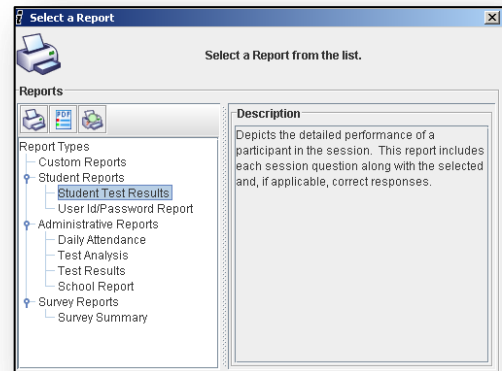 Select a Report
Select a Report from the list.
Reports
PDF
Report Types
Custom Reports
Student Reports
Student Test Results
User Id/Password Report
Administrative Reports
Daily Attendance
Test Analysis
Test Results
School Report
Survey Reports
Survey Summary
Description
Depicts the detailed performance of a
participant in the session. This report includes
each session question along with the selected
and, if applicable, correct responses.